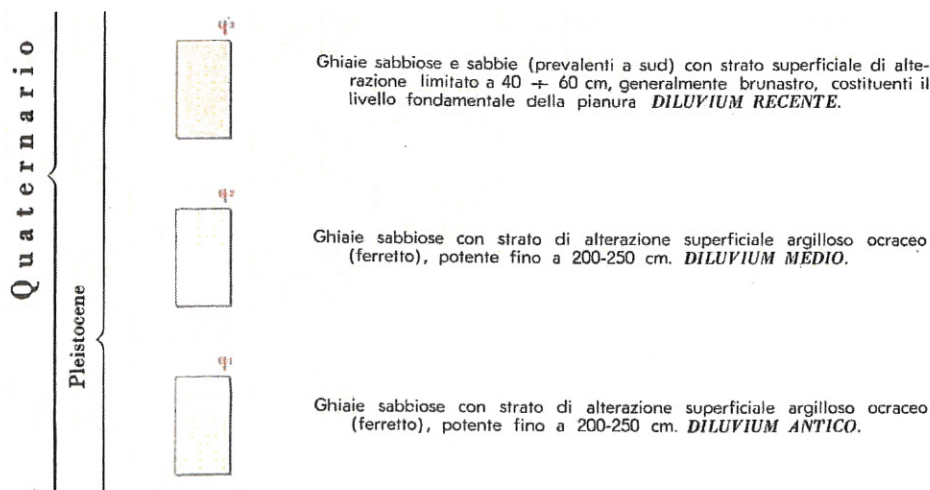 Quaternario
Pleistocene
φ3
Ghiaie sabbiose e sabbie (prevalenti a sud) con strato superficiale di alte-
razione limitato a 40 ÷ 60 cm, generalmente brunastro, costituenti il
livello fondamentale della pianura DILUVIUM RECENTE.
φ2
Ghiaie sabbiose con strato di alterazione superficiale argilloso ocraceo
(ferretto), potente fino a 200-250 cm. DILUVIUM MEDIO.
φ1
Ghiaie sabbiose con strato di alterazione superficiale argilloso ocraceo
(ferretto), potente fino a 200-250 cm. DILUVIUM ANTICO.